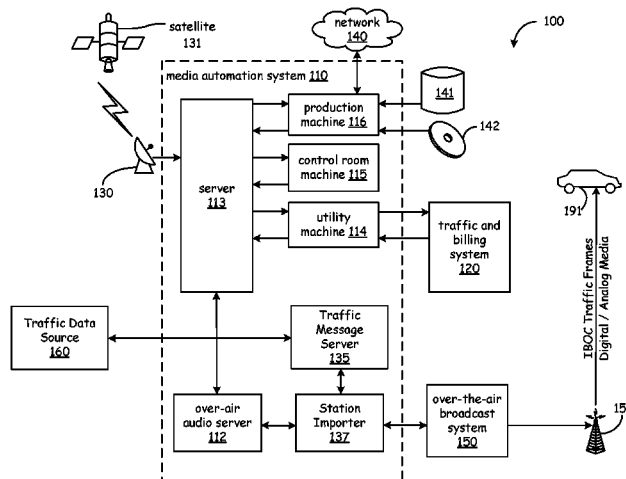 satellite
131
network
140
100
media automation system 110
production
machine 116
141
142
130
server
113
control room
machine 115
utility
machine 114
traffic and
billing system
120
191
IBOC Traffic Frames
Digital / Analog Media
Traffic Data
Source
160
Traffic
Message Server
135
over-air
audio server
112
Station
Importer
137
over-the-air
broadcast
system
150
15